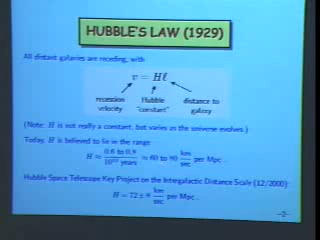 HUBBLE'S LAW (1929)
All distant galaxies are receding, with
v = Hℓ
recession velocity
Hubble "constant"
distance to galaxy
(Note: H is not really a constant, but varies as the universe evolves.)
Today, H is believed to lie in the range
H ≈ 0.6 to 0.8 / 10¹⁰ years ≈ 60 to 80 km/sec per Mpc .
Hubble Space Telescope Key Project on the Intergalactic Distance Scale (12/2000):
H = 72 ± 8 km/sec per Mpc .
–2–